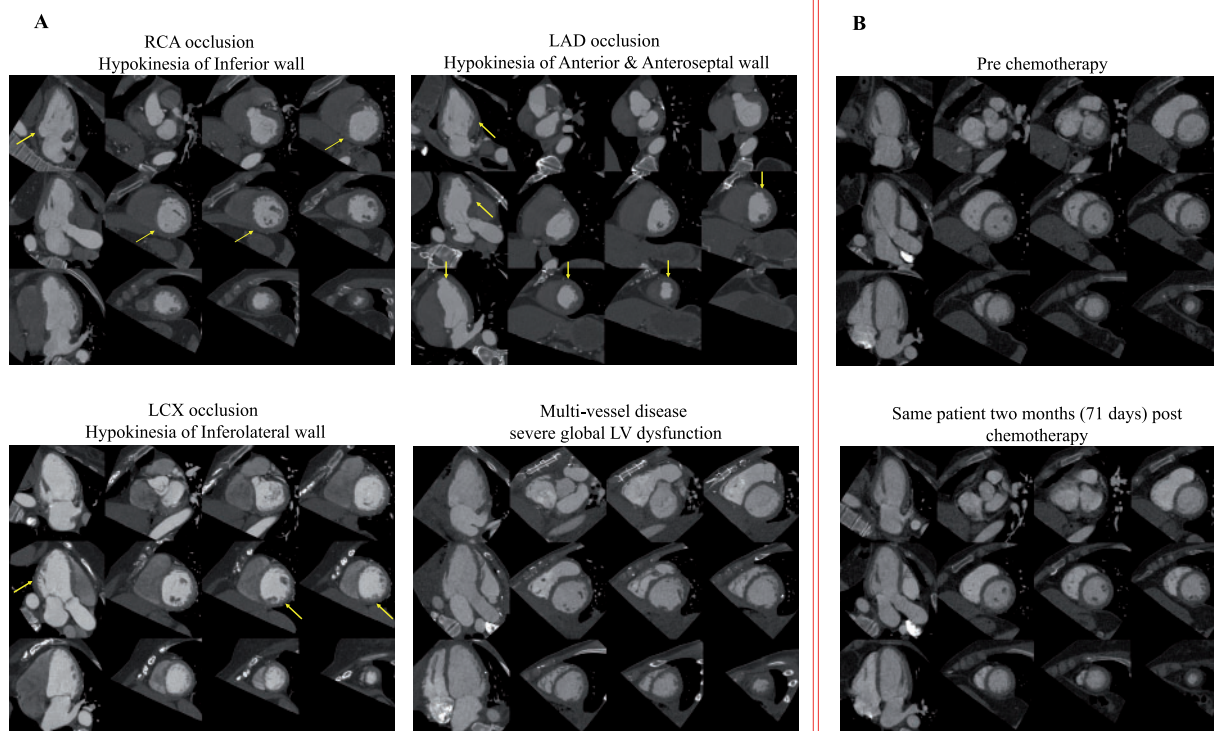 A
RCA occlusion
Hypokinesia of Inferior wall
LAD occlusion
Hypokinesia of Anterior & Anteroseptal wall
LCX occlusion
Hypokinesia of Inferolateral wall
Multi-vessel disease
severe global LV dysfunction
B
Pre chemotherapy
Same patient two months (71 days) post
chemotherapy